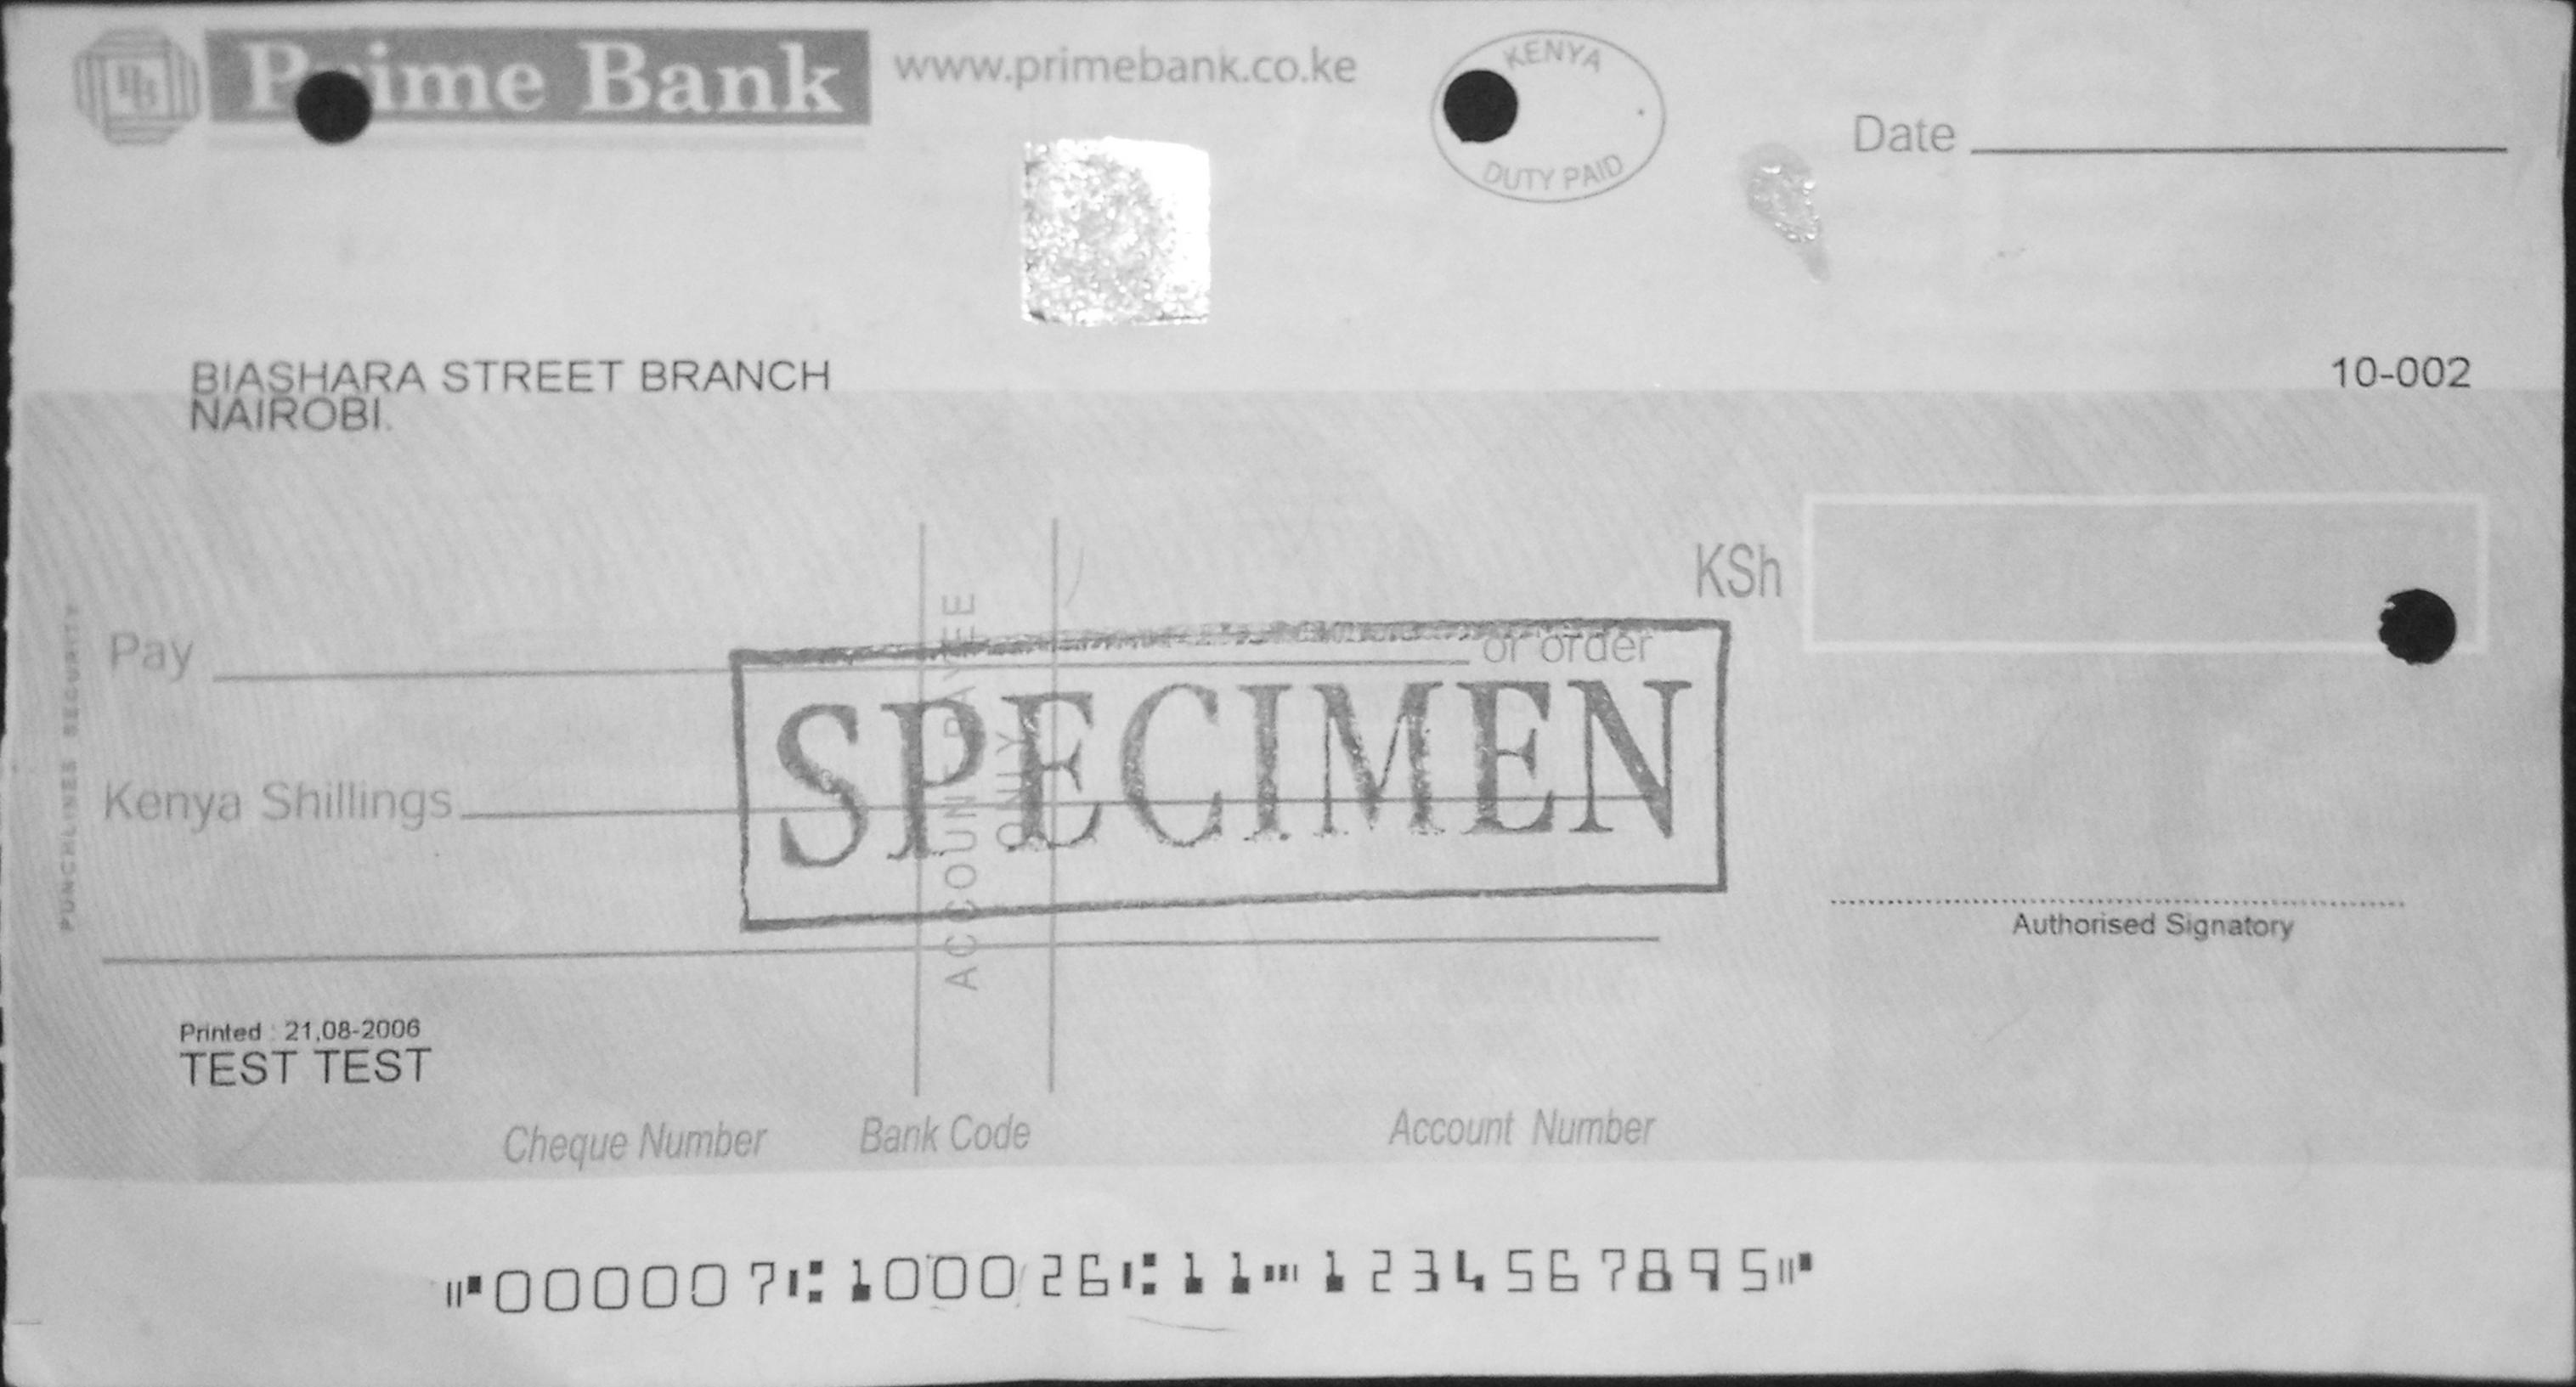 Prime Bank www.primebank.co.ke
KENYA
DUTY PAID
Date
BIASHARA STREET BRANCH
NAIROBI.
10-002
KSh
Pay or order
SPECIMEN
Kenya Shillings
ACCOUNT PAYEE
ONLY
PUNCHLINES SECURITY
Authorised Signatory
Printed : 21,08-2006
TEST TEST
Cheque Number Bank Code Account Number
⑈000007⑆100026⑆11⑉1234567895⑈